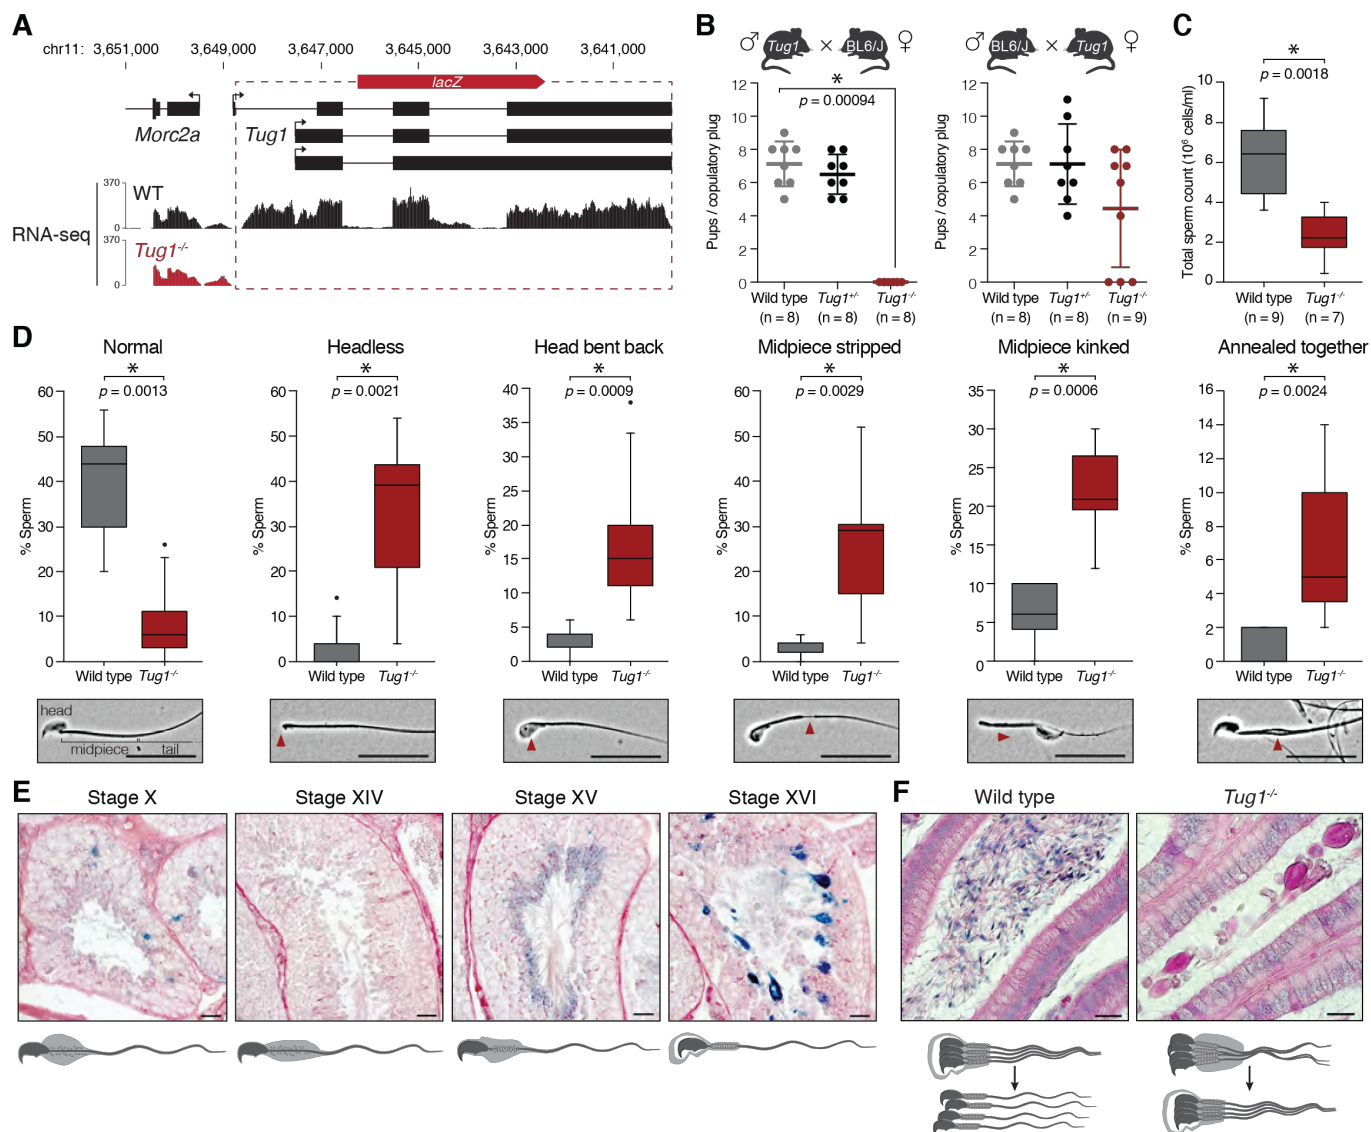 A
chr11: 3,651,000 3,649,000 3,647,000 3,645,000 3,643,000 3,641,000
lacZ
Morc2a Tug1
RNA-seq
370 WT
0
370 Tug1-/-
0
B
♂ Tug1 × BL6/J ♀
*
p = 0.00094
Pups / copulatory plug
12
10
8
6
4
2
0
Wild type Tug1+/- Tug1-/-
(n = 8) (n = 8) (n = 8)
♂ BL6/J × Tug1 ♀
Pups / copulatory plug
12
10
8
6
4
2
0
Wild type Tug1+/- Tug1-/-
(n = 8) (n = 8) (n = 9)
C
*
p = 0.0018
Total sperm count (10⁶ cells/ml)
10
8
6
4
2
0
Wild type Tug1-/-
(n = 9) (n = 7)
D
Normal
*
p = 0.0013
% Sperm
60
50
40
30
20
10
0
Wild type Tug1-/-
head
midpiece tail
Headless
*
p = 0.0021
% Sperm
60
50
40
30
20
10
0
Wild type Tug1-/-
Head bent back
*
p = 0.0009
% Sperm
40
35
30
25
20
15
10
5
0
Wild type Tug1-/-
Midpiece stripped
*
p = 0.0029
% Sperm
60
50
40
30
20
10
0
Wild type Tug1-/-
Midpiece kinked
*
p = 0.0006
% Sperm
35
30
25
20
15
10
5
0
Wild type Tug1-/-
Annealed together
*
p = 0.0024
% Sperm
16
14
12
10
8
6
4
2
0
Wild type Tug1-/-
E
Stage X Stage XIV Stage XV Stage XVI
F
Wild type Tug1-/-